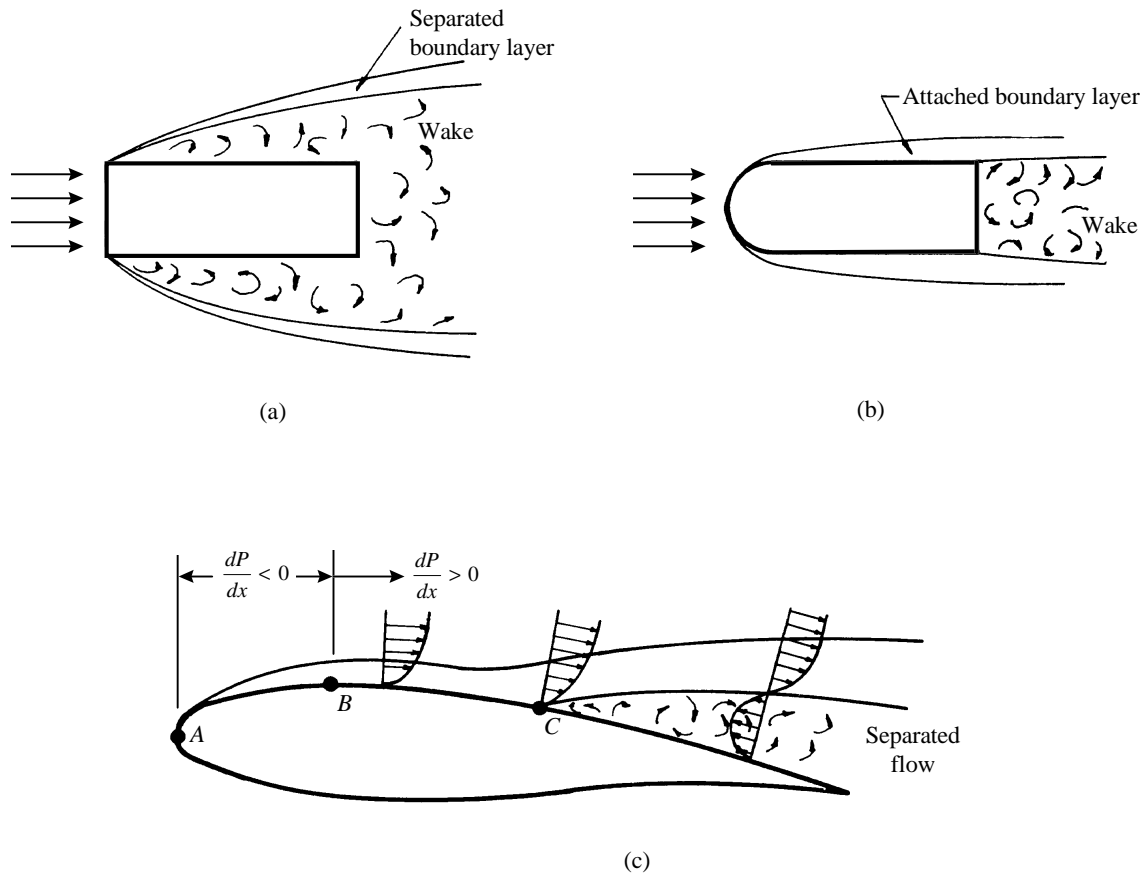 Separated
boundary layer
Wake
(a)
Attached boundary layer
Wake
(b)
dP/dx < 0
dP/dx > 0
A
B
C
Separated
flow
(c)